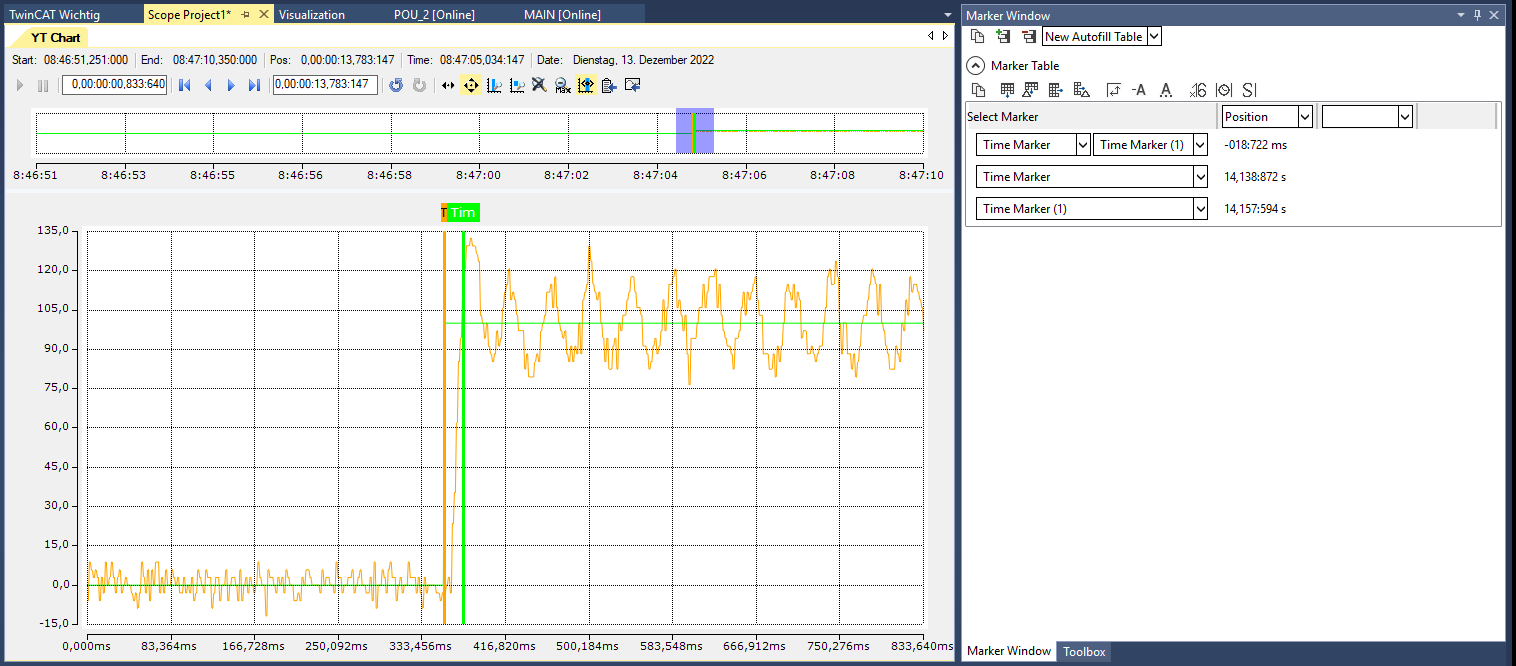 TwinCAT Wichtig Scope Project1* Visualization POU_2 [Online] MAIN [Online]
YT Chart
Start: 08:46:51,251:000 End: 08:47:10,350:000 Pos: 0,00:00:13,783:147 Time: 08:47:05,034:147 Date: Dienstag, 13. Dezember 2022
0,00:00:00,833:640 0,00:00:13,783:147
8:46:51 8:46:53 8:46:55 8:46:56 8:46:58 8:47:00 8:47:02 8:47:04 8:47:06 8:47:08 8:47:10
T Tim
135,0
120,0
105,0
90,0
75,0
60,0
45,0
30,0
15,0
0,0
-15,0
0,000ms 83,364ms 166,728ms 250,092ms 333,456ms 416,820ms 500,184ms 583,548ms 666,912ms 750,276ms 833,640ms
Marker Window
New Autofill Table
Marker Table
Select Marker Position
Time Marker Time Marker (1) -018:722 ms
Time Marker 14,138:872 s
Time Marker (1) 14,157:594 s
Marker Window Toolbox